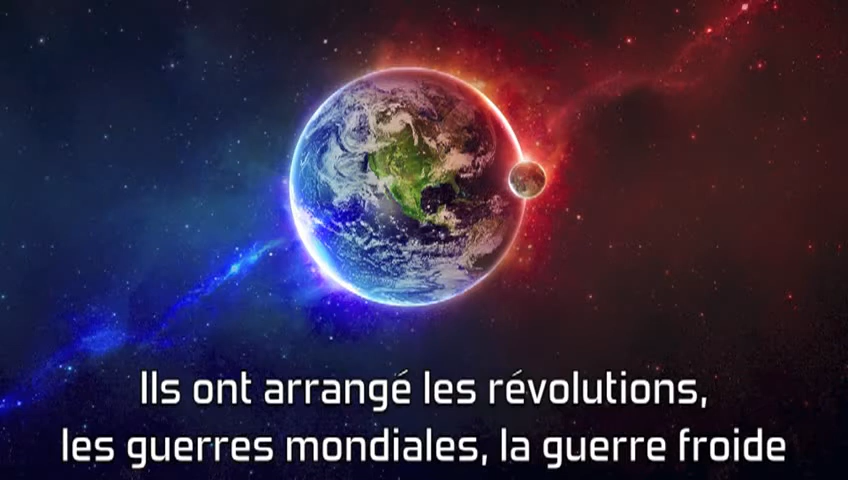 Ils ont arrangé les révolutions,
les guerres mondiales, la guerre froide